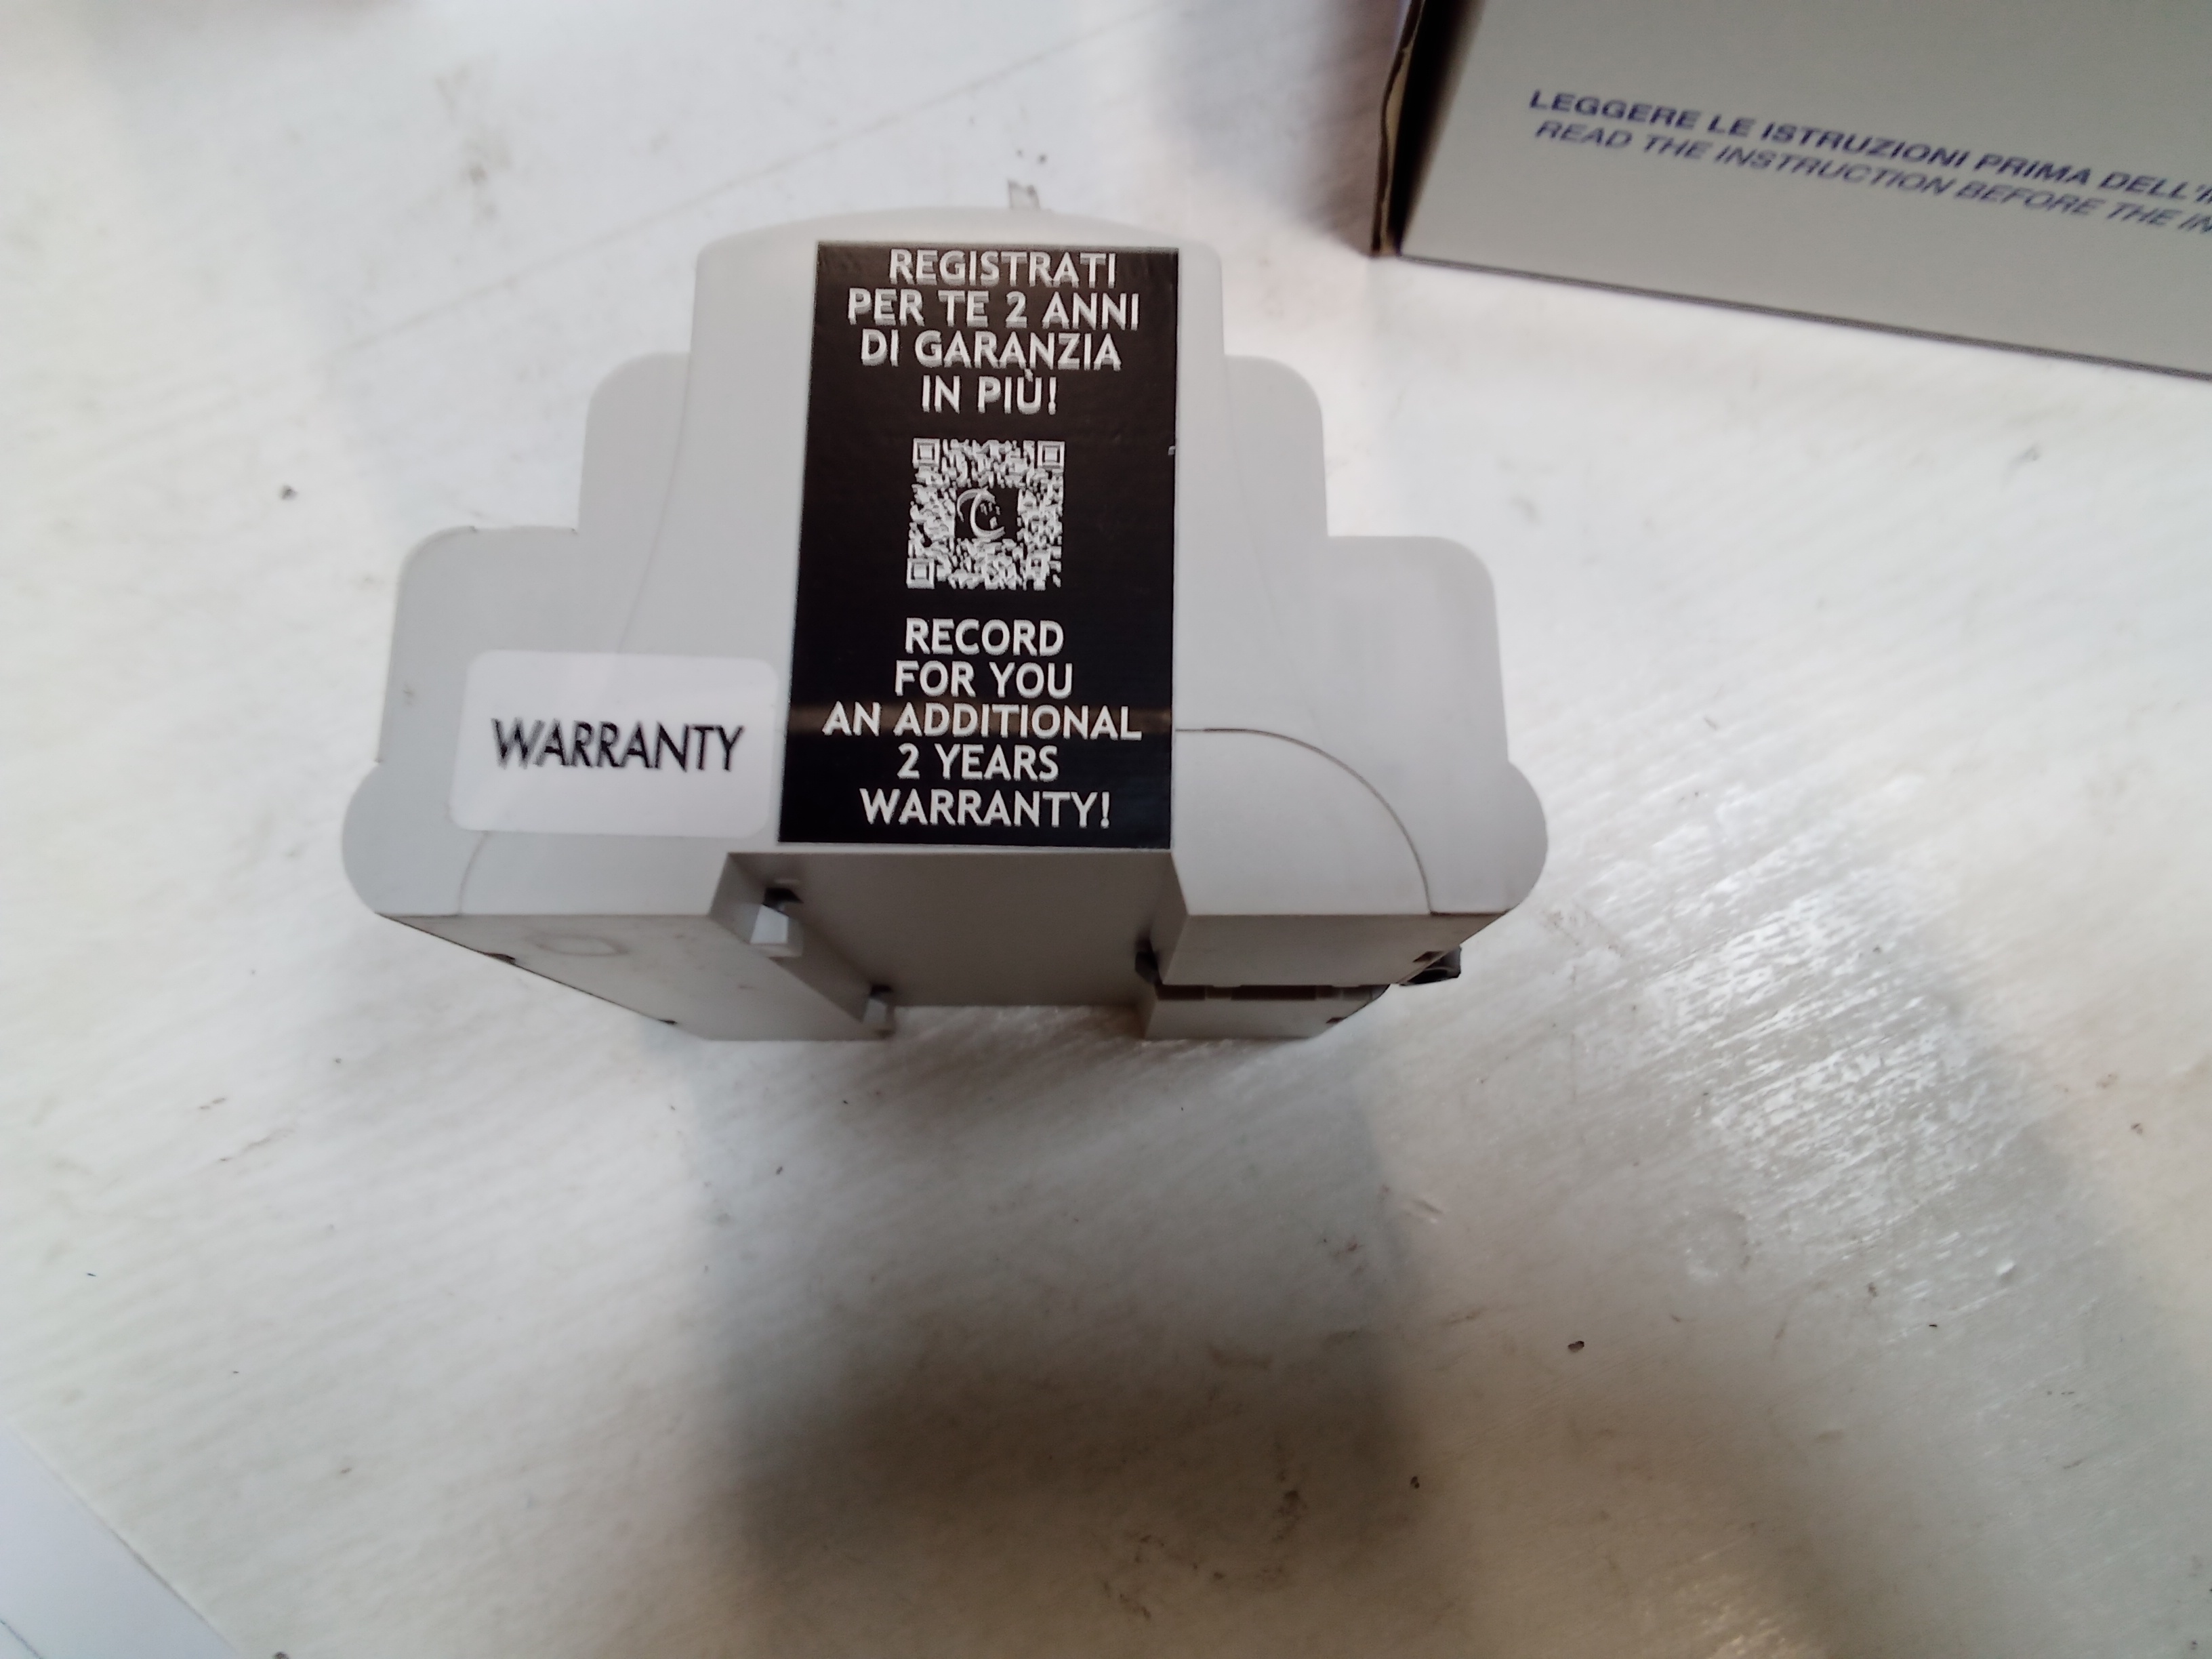 LEGGERE LE ISTRUZIONI PRIMA DELL'
READ THE INSTRUCTION BEFORE THE
REGISTRATI
PER TE 2 ANNI
DI GARANZIA
IN PIÙ!
RECORD
FOR YOU
AN ADDITIONAL
2 YEARS
WARRANTY!
WARRANTY